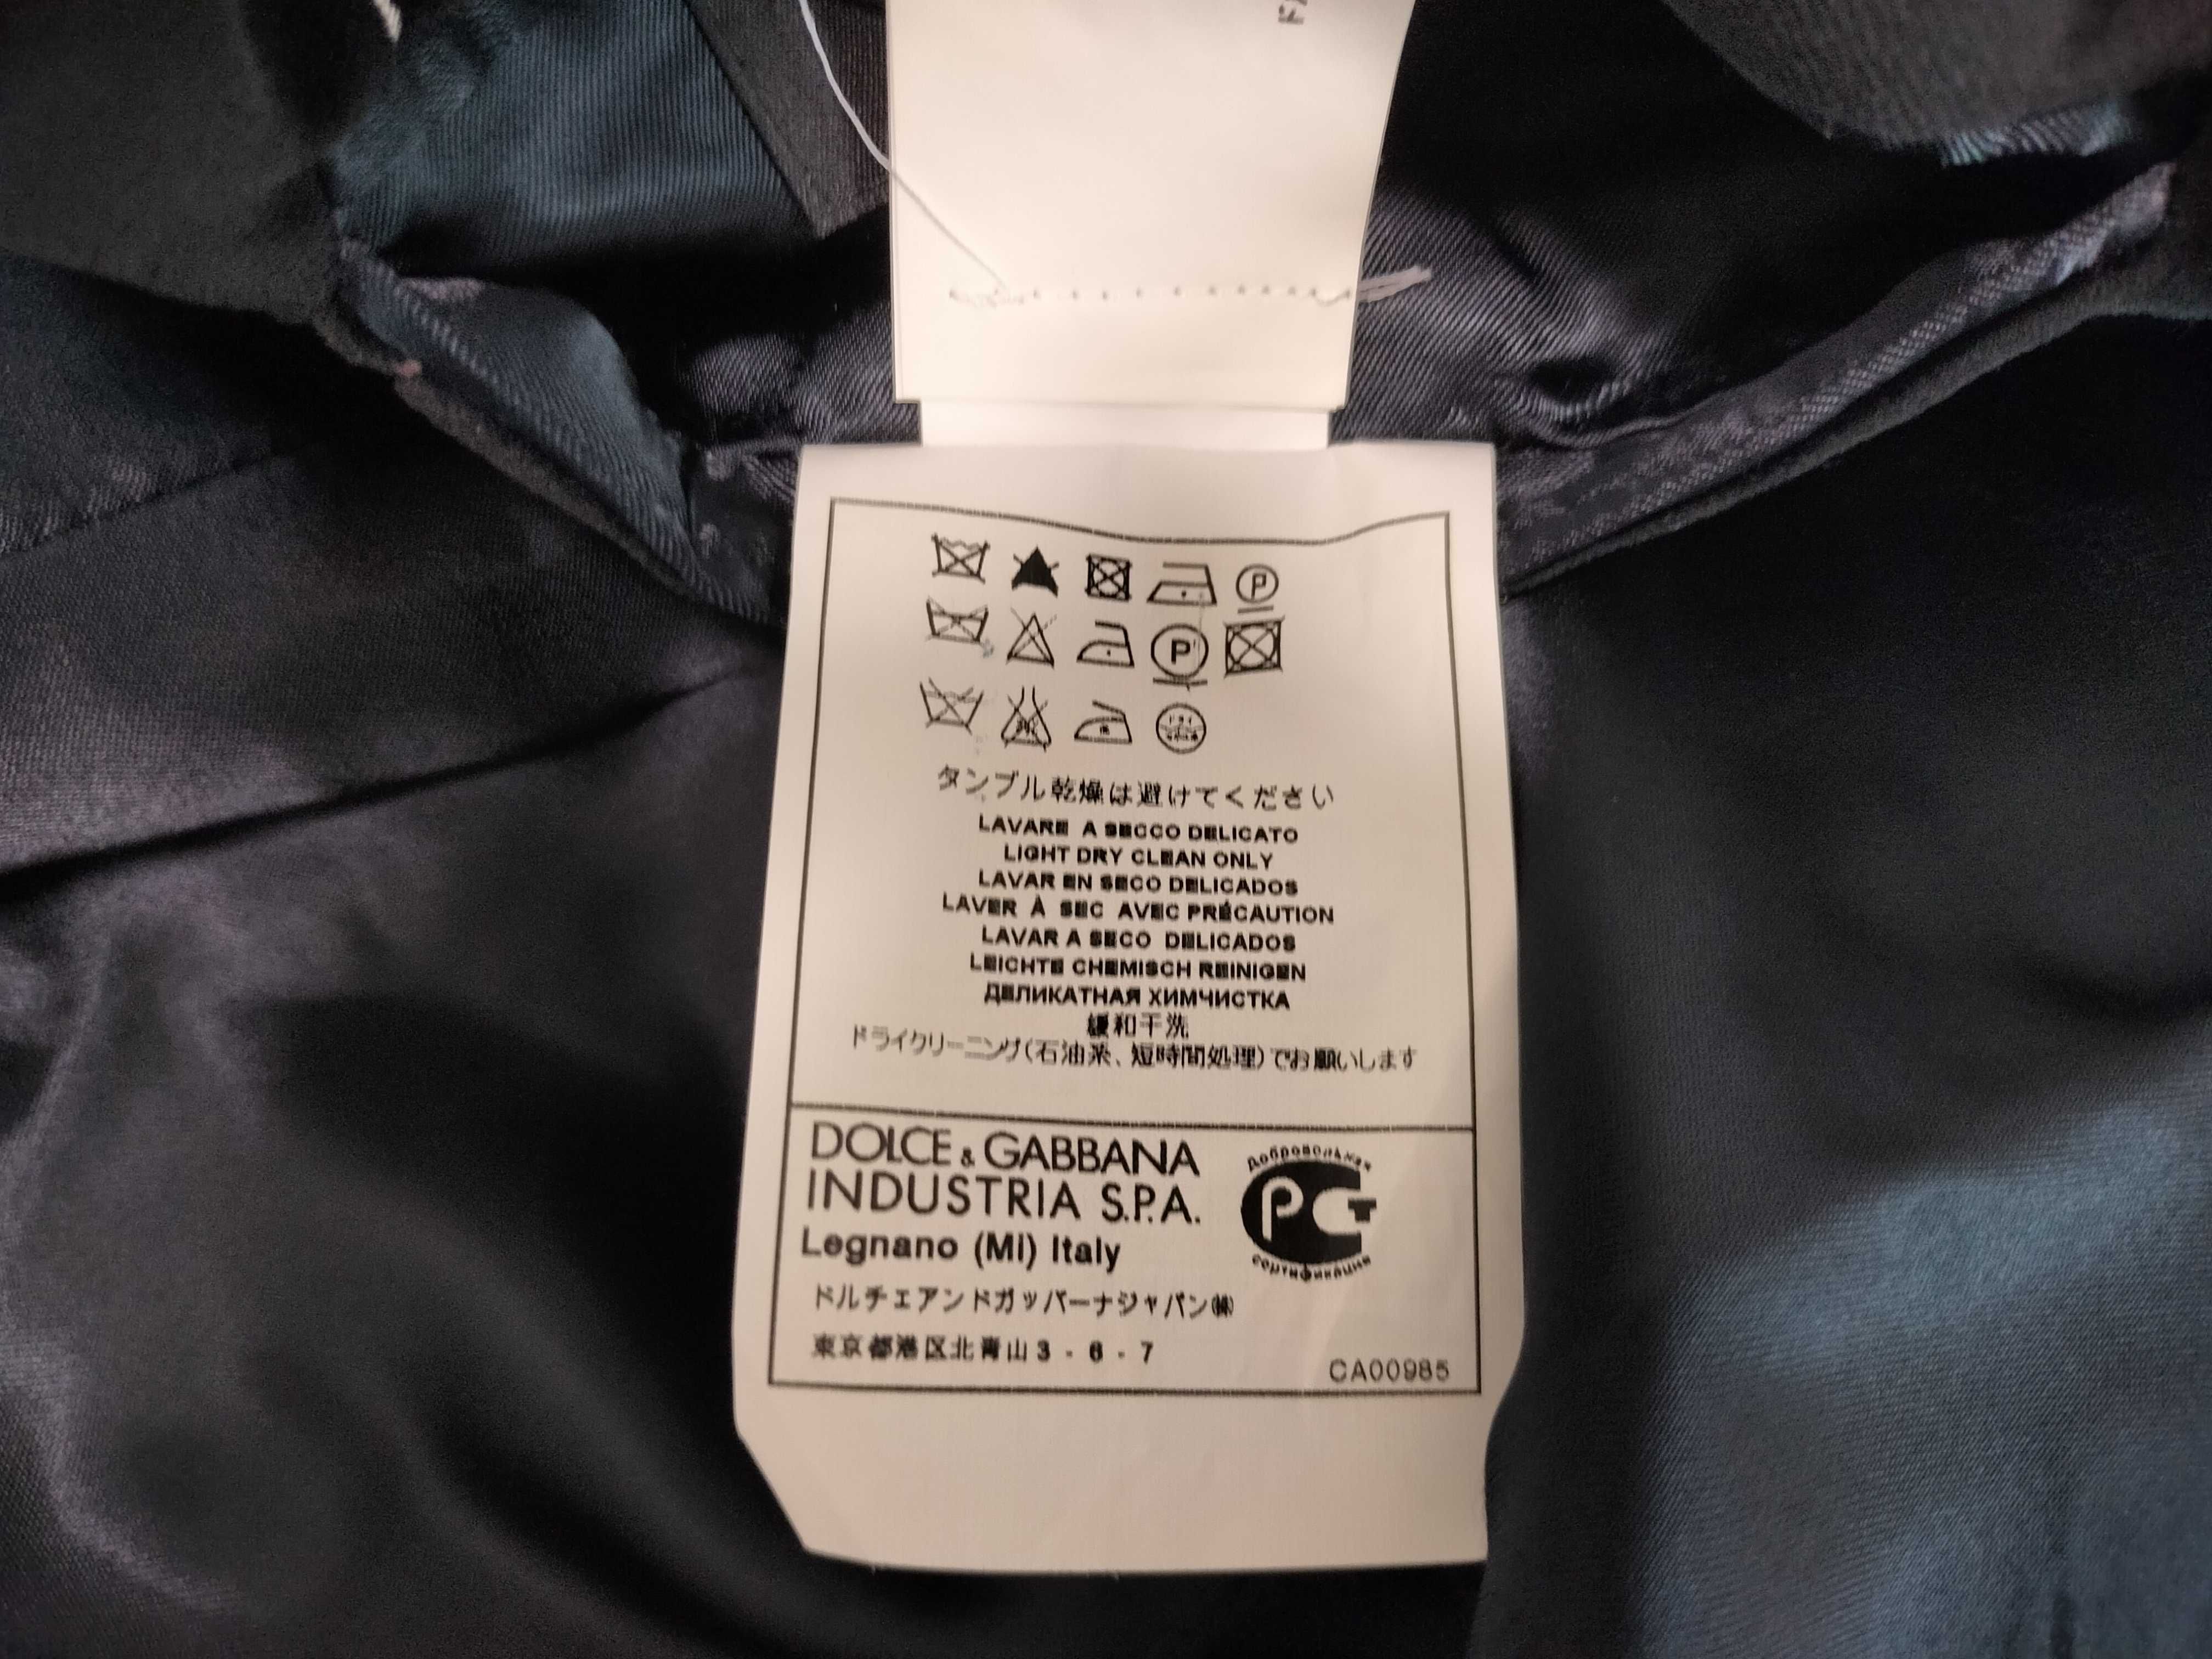 タンブル乾燥は避けてください
LAVARE A SECCO DELICATO
LIGHT DRY CLEAN ONLY
LAVAR EN SECO DELICADOS
LAVER À SEC AVEC PRÉCAUTION
LAVAR A SECO DELICADOS
LEICHTE CHEMISCH REINIGEN
ДЕЛИКАТНАЯ ХИМЧИСТКА
緩和干洗
ドライクリーニング(石油系、短時間処理)でお願いします
DOLCE & GABBANA
INDUSTRIA S.P.A.
Legnano (MI) Italy
Добровольная
РСТ
сертификация
ドルチェアンドガッバーナジャパン㈱
東京都港区北青山3-6-7
CA00985